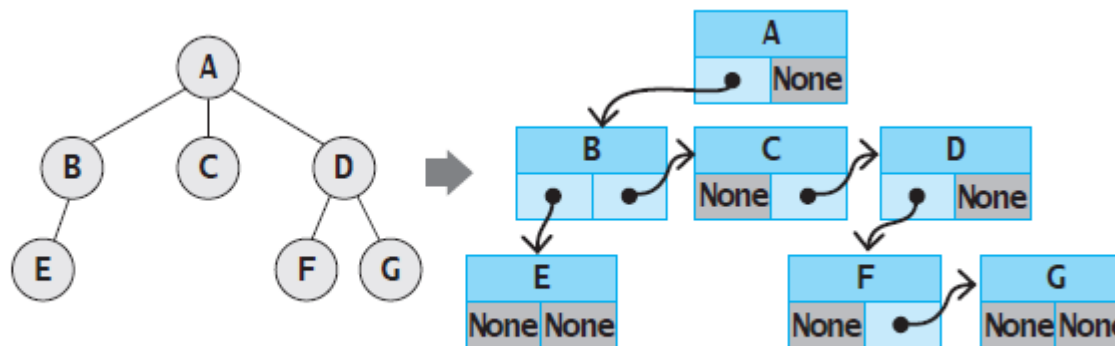 A
B C D
E F G
A
None
B C D
None None
E F G
None None None None None